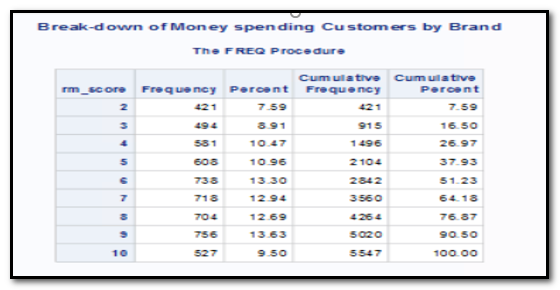 Break-down of Money spending Customers by Brand
The FREQ Procedure
rm_score Frequency Percent Cumulative Frequency Cumulative Percent
2 421 7.59 421 7.59
3 494 8.91 915 16.50
4 581 10.47 1496 26.97
5 608 10.96 2104 37.93
6 738 13.30 2842 51.23
7 718 12.94 3560 64.18
8 704 12.69 4264 76.87
9 756 13.63 5020 90.50
10 527 9.50 5547 100.00